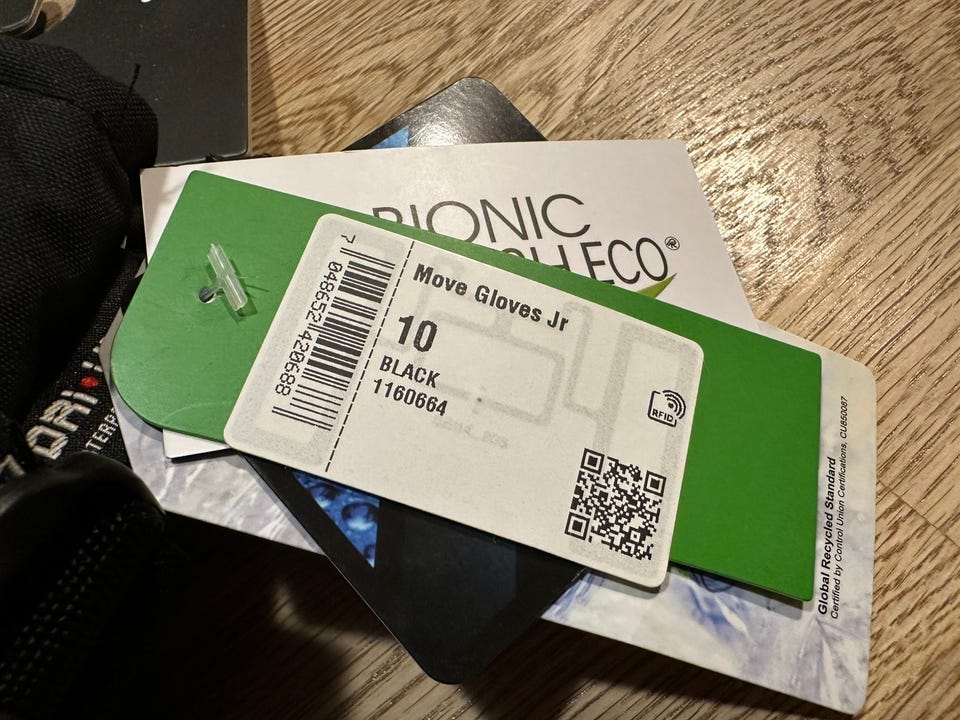 BIONIC
ECO®
Move Gloves Jr
10
BLACK
1160664
RFID
7 048652 420688
Global Recycled Standard
Certified by Control Union Certifications, CU850087